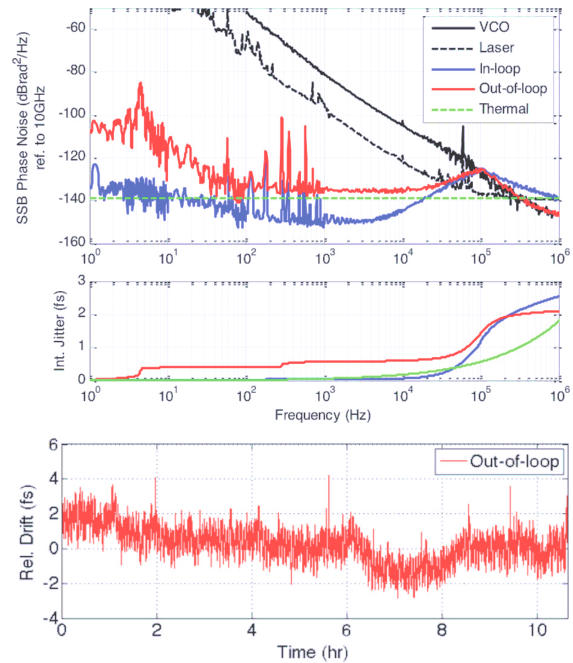 SSB Phase Noise (dBrad²/Hz)
ref. to 10GHz
-60
-80
-100
-120
-140
-160
VCO
Laser
In-loop
Out-of-loop
Thermal
10⁰ 10¹ 10² 10³ 10⁴ 10⁵ 10⁶
Int. Jitter (fs)
3
2
1
0
10⁰ 10¹ 10² 10³ 10⁴ 10⁵ 10⁶
Frequency (Hz)
Rel. Drift (fs)
6
4
2
0
-2
-4
Out-of-loop
0 2 4 6 8 10
Time (hr)